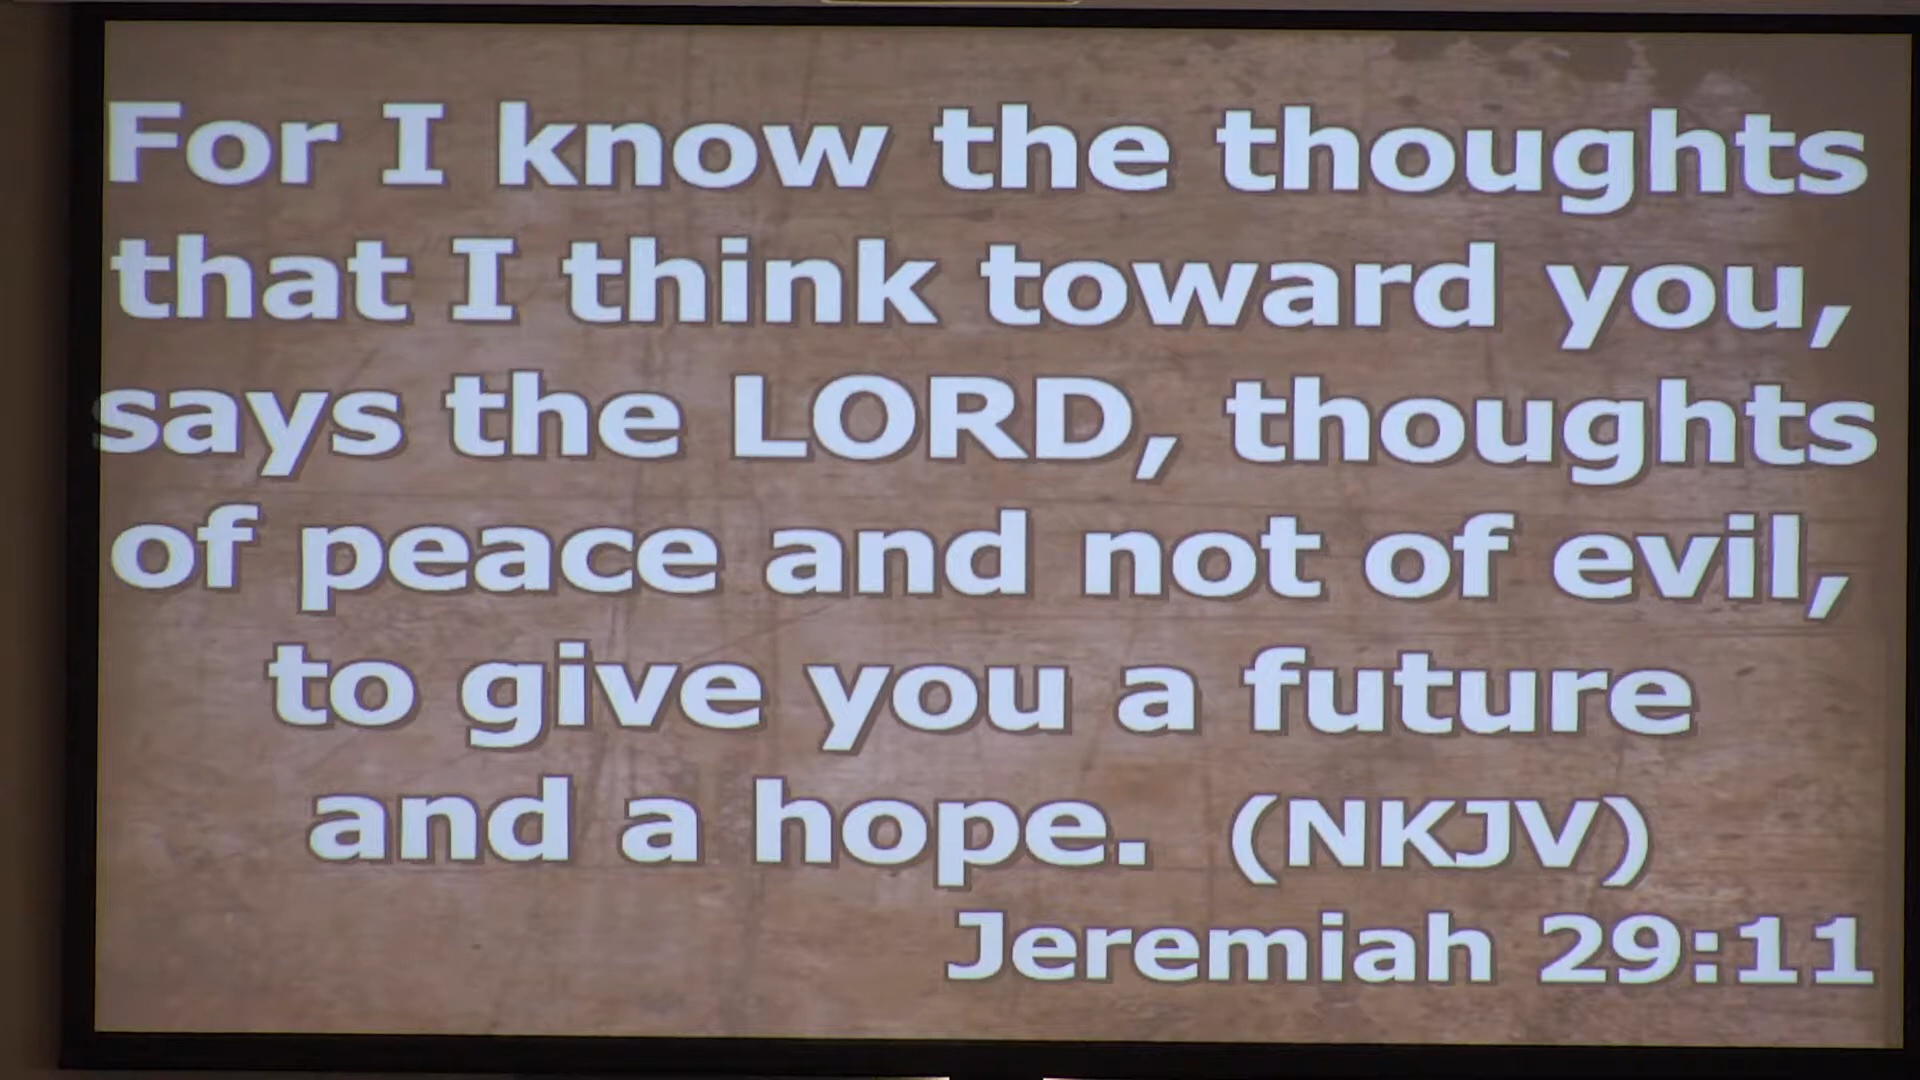 For I know the thoughts
that I think toward you,
says the LORD, thoughts
of peace and not of evil,
to give you a future
and a hope. (NKJV)
Jeremiah 29:11